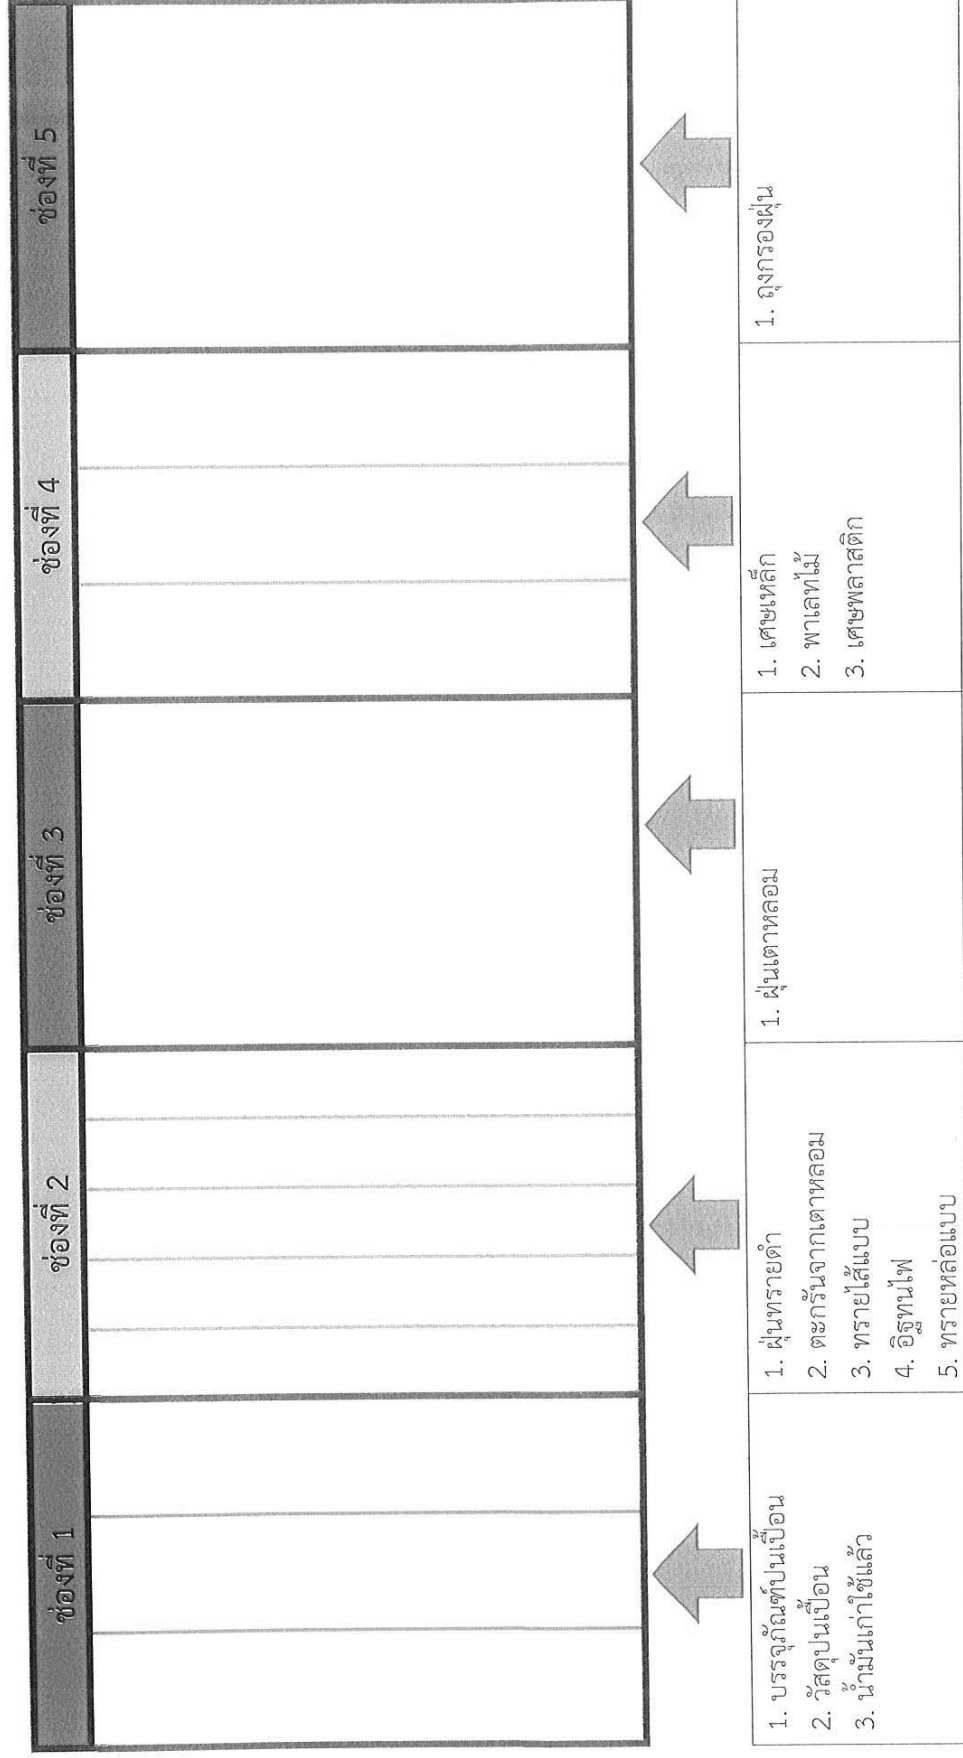 ช่องที่ 1
ช่องที่ 2
ช่องที่ 3
ช่องที่ 4
ช่องที่ 5
1. บรรจุภัณฑ์ปนเปื้อน
2. วัสดุปนเปื้อน
3. น้ำมันเก่าใช้แล้ว
1. ฝุ่นทรายดำ
2. ตะกรันจากเตาหลอม
3. ทรายไส้แบบ
4. อิฐทนไฟ
5. ทรายหล่อแบบ
1. ฝุ่นเตาหลอม
1. เศษเหล็ก
2. พาเลทไม้
3. เศษพลาสติก
1. ถุงกรองฝุ่น